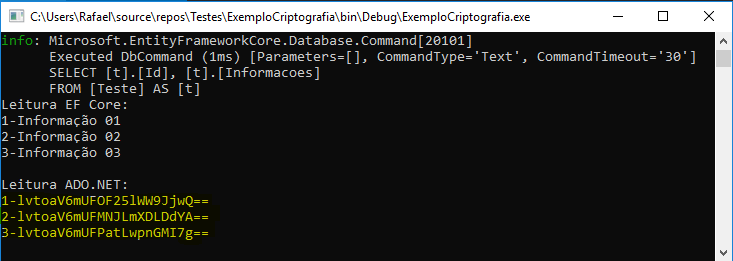 C:\Users\Rafael\source\repos\Testes\ExemploCriptografia\bin\Debug\ExemploCriptografia.exe
info: Microsoft.EntityFrameworkCore.Database.Command[20101]
Executed DbCommand (1ms) [Parameters=[], CommandType='Text', CommandTimeout='30']
SELECT [t].[Id], [t].[Informacoes]
FROM [Teste] AS [t]
Leitura EF Core:
1-Informação 01
2-Informação 02
3-Informação 03
Leitura ADO.NET:
1-lvtoaV6mUFOF25lWW9JjwQ==
2-lvtoaV6mUFMNJLmXDLDdYA==
3-lvtoaV6mUFPatLwpnGMI7g==